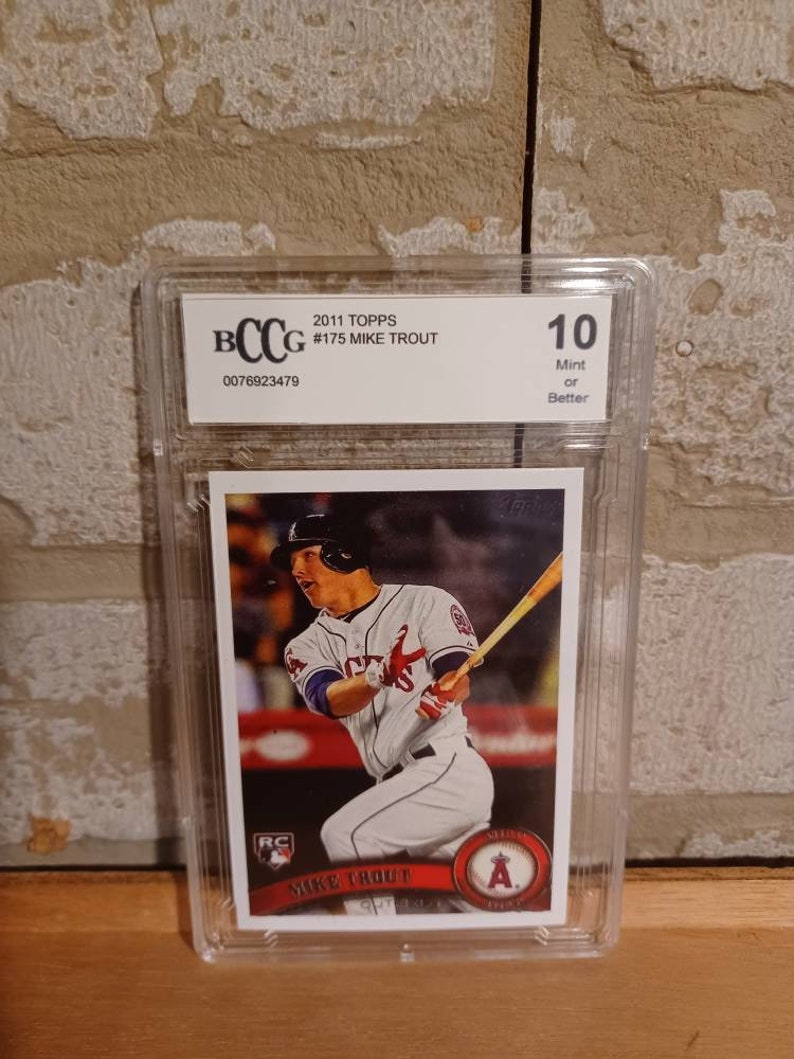 BCCG
2011 TOPPS
#175 MIKE TROUT
0076923479
10
Mint
or
Better
TOPPS
RC
MIKE TROUT
A